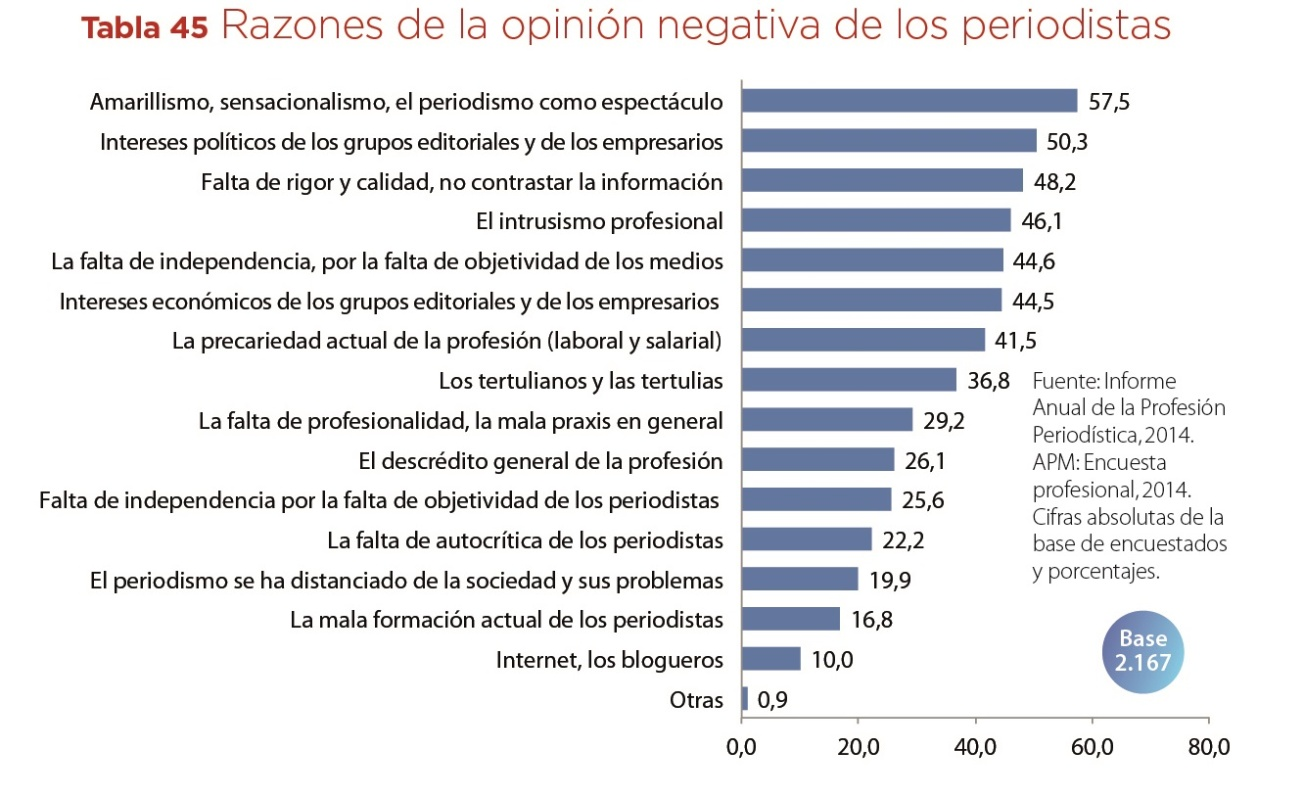 Tabla 45 Razones de la opinión negativa de los periodistas
Amarillismo, sensacionalismo, el periodismo como espectáculo 57,5
Intereses políticos de los grupos editoriales y de los empresarios 50,3
Falta de rigor y calidad, no contrastar la información 48,2
El intrusismo profesional 46,1
La falta de independencia, por la falta de objetividad de los medios 44,6
Intereses económicos de los grupos editoriales y de los empresarios 44,5
La precariedad actual de la profesión (laboral y salarial) 41,5
Los tertulianos y las tertulias 36,8
La falta de profesionalidad, la mala praxis en general 29,2
El descrédito general de la profesión 26,1
Falta de independencia por la falta de objetividad de los periodistas 25,6
La falta de autocrítica de los periodistas 22,2
El periodismo se ha distanciado de la sociedad y sus problemas 19,9
La mala formación actual de los periodistas 16,8
Internet, los blogueros 10,0
Otras 0,9
0,0 20,0 40,0 60,0 80,0
Fuente: Informe
Anual de la Profesión
Periodística, 2014.
APM: Encuesta
profesional, 2014.
Cifras absolutas de la
base de encuestados
y porcentajes.
Base
2.167